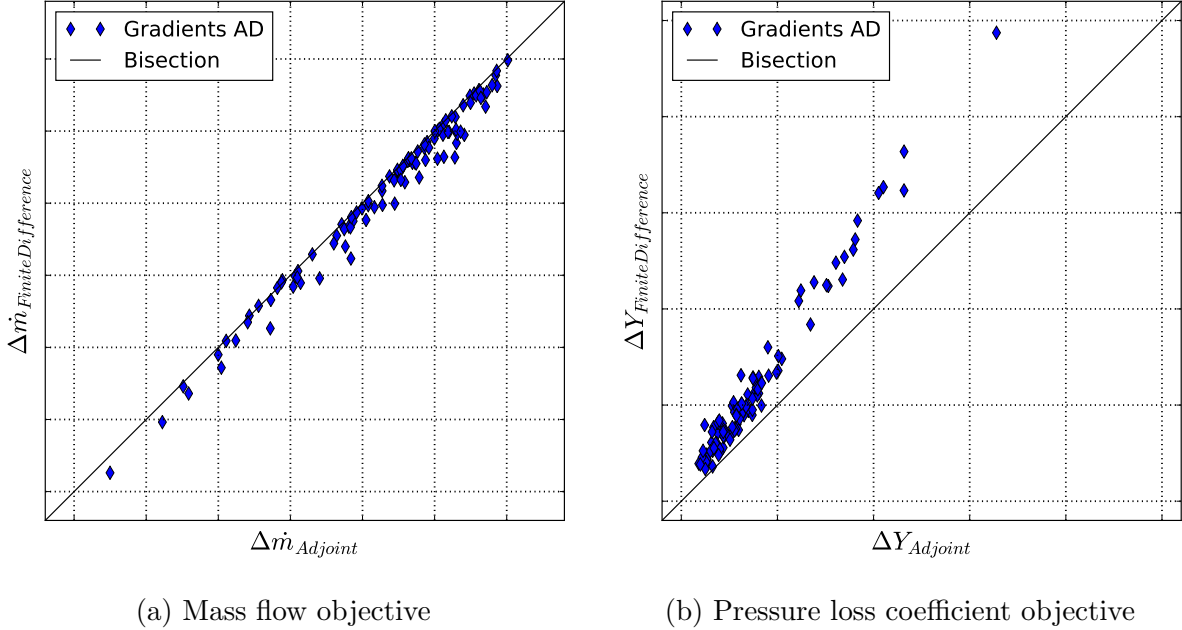 Gradients AD
Bisection
Δṁ_FiniteDifference
Δṁ_Adjoint
(a) Mass flow objective
Gradients AD
Bisection
ΔY_FiniteDifference
ΔY_Adjoint
(b) Pressure loss coefficient objective